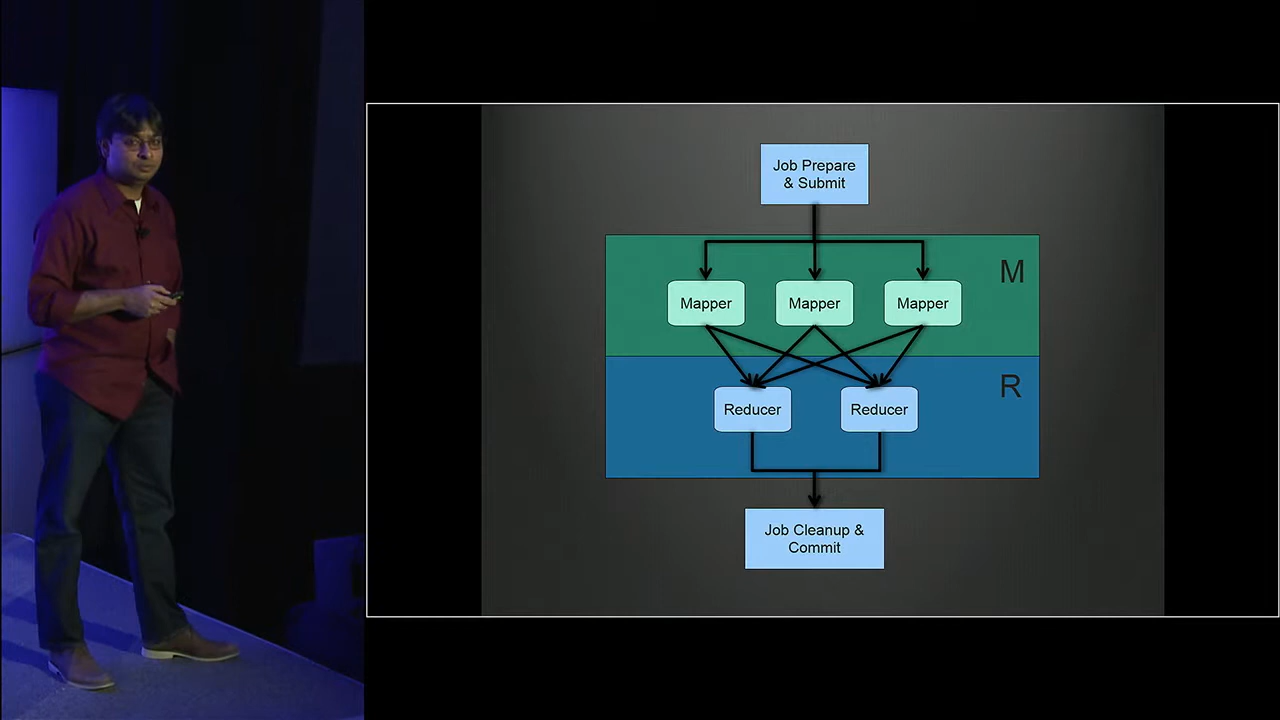 Job Prepare
& Submit
M
Mapper
Mapper
Mapper
R
Reducer
Reducer
Job Cleanup &
Commit